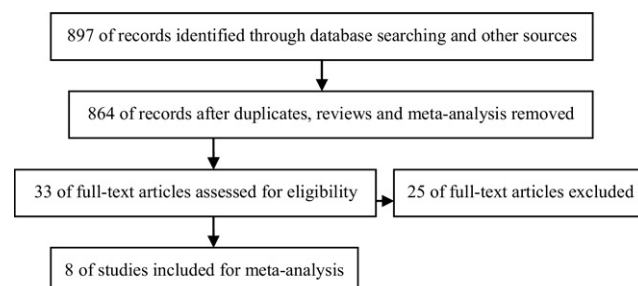 897 of records identified through database searching and other sources
864 of records after duplicates, reviews and meta-analysis removed
33 of full-text articles assessed for eligibility
25 of full-text articles excluded
8 of studies included for meta-analysis